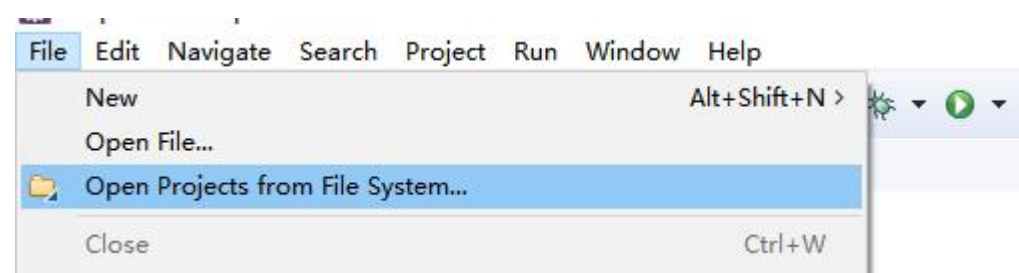 File Edit Navigate Search Project Run Window Help
New Alt+Shift+N >
Open File...
Open Projects from File System...
Close Ctrl+W